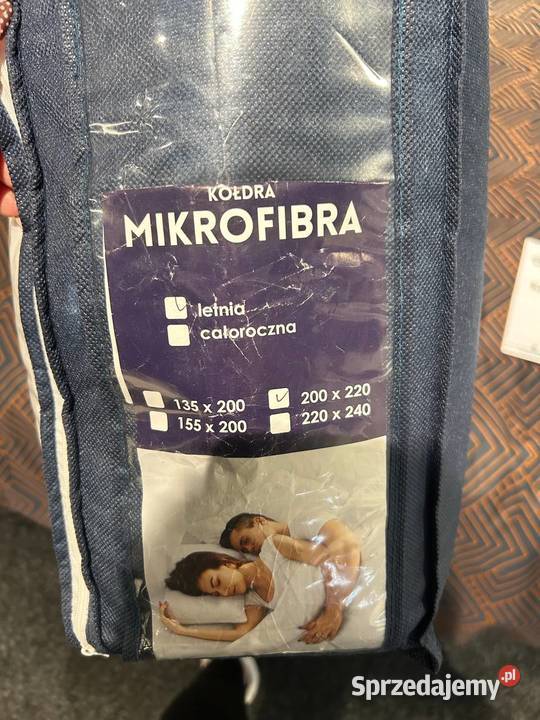 KOŁDRA
MIKROFIBRA
letnia
całoroczna
135 x 200
200 x 220
155 x 200
220 x 240
Sprzedajemy.pl